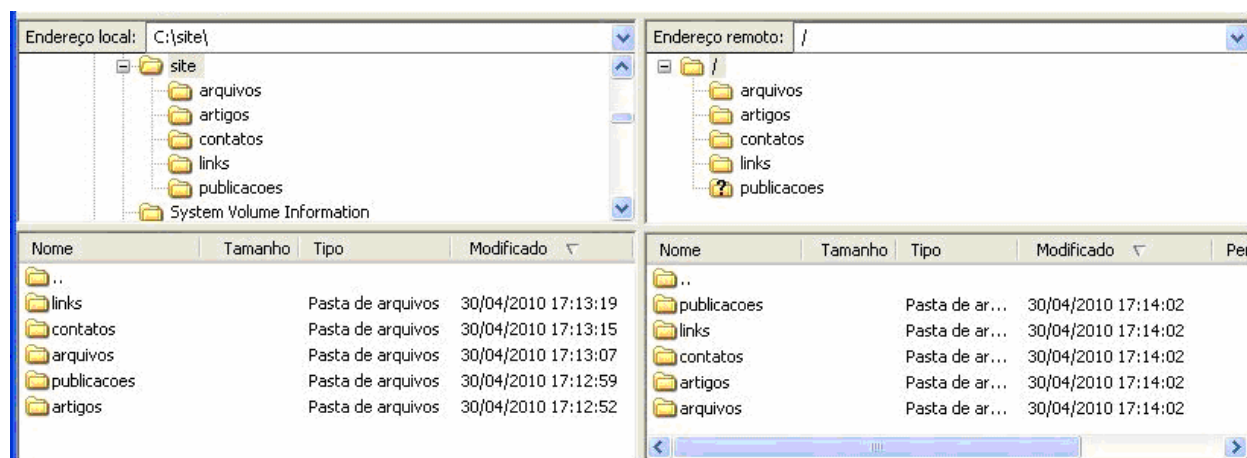 Endereço local: C:\site\
site
arquivos
artigos
contatos
links
publicacoes
System Volume Information
Nome Tamanho Tipo Modificado
..
links Pasta de arquivos 30/04/2010 17:13:19
contatos Pasta de arquivos 30/04/2010 17:13:15
arquivos Pasta de arquivos 30/04/2010 17:13:07
publicacoes Pasta de arquivos 30/04/2010 17:12:59
artigos Pasta de arquivos 30/04/2010 17:12:52
Endereço remoto: /
/
arquivos
artigos
contatos
links
? publicacoes
Nome Tamanho Tipo Modificado Per
..
publicacoes Pasta de ar... 30/04/2010 17:14:02
links Pasta de ar... 30/04/2010 17:14:02
contatos Pasta de ar... 30/04/2010 17:14:02
artigos Pasta de ar... 30/04/2010 17:14:02
arquivos Pasta de ar... 30/04/2010 17:14:02